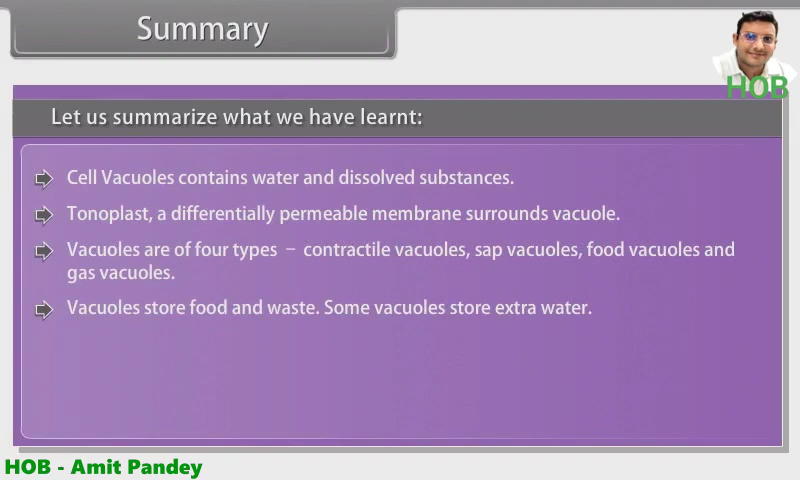 Summary
HOB
Let us summarize what we have learnt:
Cell Vacuoles contains water and dissolved substances.
Tonoplast, a differentially permeable membrane surrounds vacuole.
Vacuoles are of four types – contractile vacuoles, sap vacuoles, food vacuoles and
gas vacuoles.
Vacuoles store food and waste. Some vacuoles store extra water.
HOB - Amit Pandey